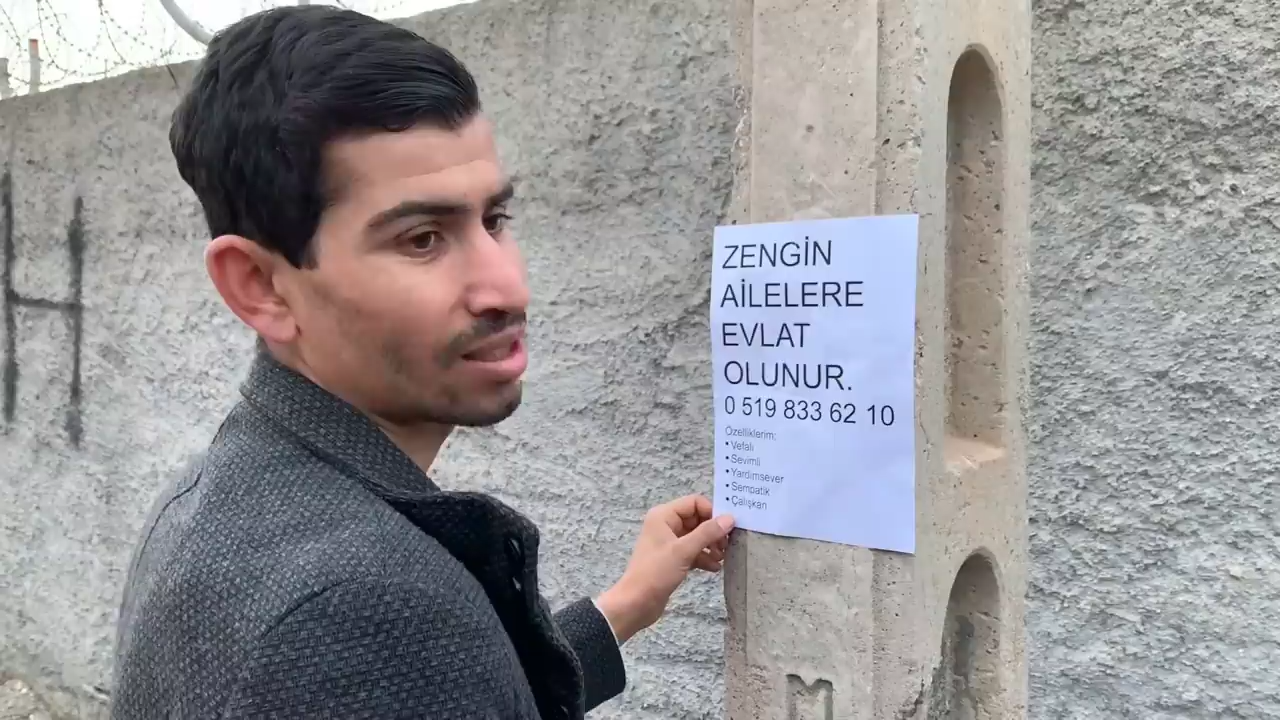 ZENGİN
AİLELERE
EVLAT
OLUNUR.
0 519 833 62 10
Özelliklerim:
• Vefalı
• Sevimli
• Yardımsever
• Sempatik
• Çalışkan
H